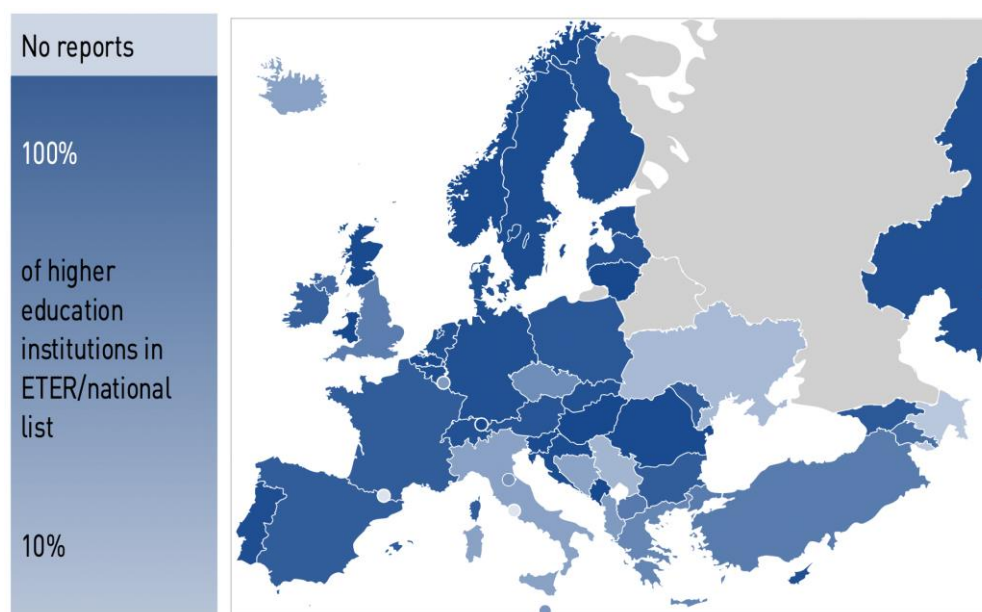 No reports
100%
of higher
education
institutions in
ETER/national
list
10%